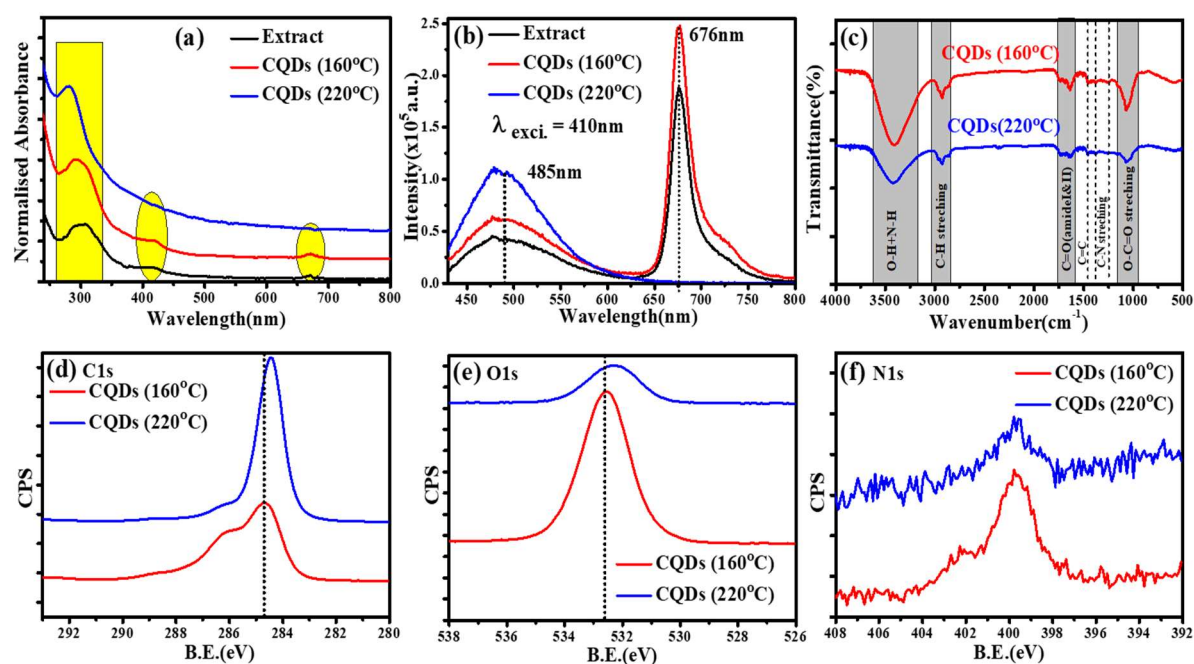 (a)
Extract
CQDs (160°C)
CQDs (220°C)
Normalised Absorbance
300 400 500 600 700 800
Wavelength(nm)
(b)
Extract
CQDs (160°C)
CQDs (220°C)
λ exci. = 410nm
676nm
485nm
Intensity(x10⁵a.u.)
2.5
2.0
1.5
1.0
0.5
0.0
450 500 550 600 650 700 750 800
Wavelength(nm)
(c)
CQDs (160°C)
CQDs(220°C)
Transmittance(%)
O-H+N-H
C-H streching
C=O(amideI&II)
C=C
C-N streching
O-C=O streching
4000 3500 3000 2500 2000 1500 1000 500
Wavenumber(cm⁻¹)
(d) C1s
CQDs (160°C)
CQDs (220°C)
CPS
292 290 288 286 284 282 280
B.E.(eV)
(e) O1s
CQDs (160°C)
CQDs (220°C)
CPS
538 536 534 532 530 528 526
B.E.(eV)
(f) N1s
CQDs (160°C)
CQDs (220°C)
CPS
408 406 404 402 400 398 396 394 392
B.E.(eV)